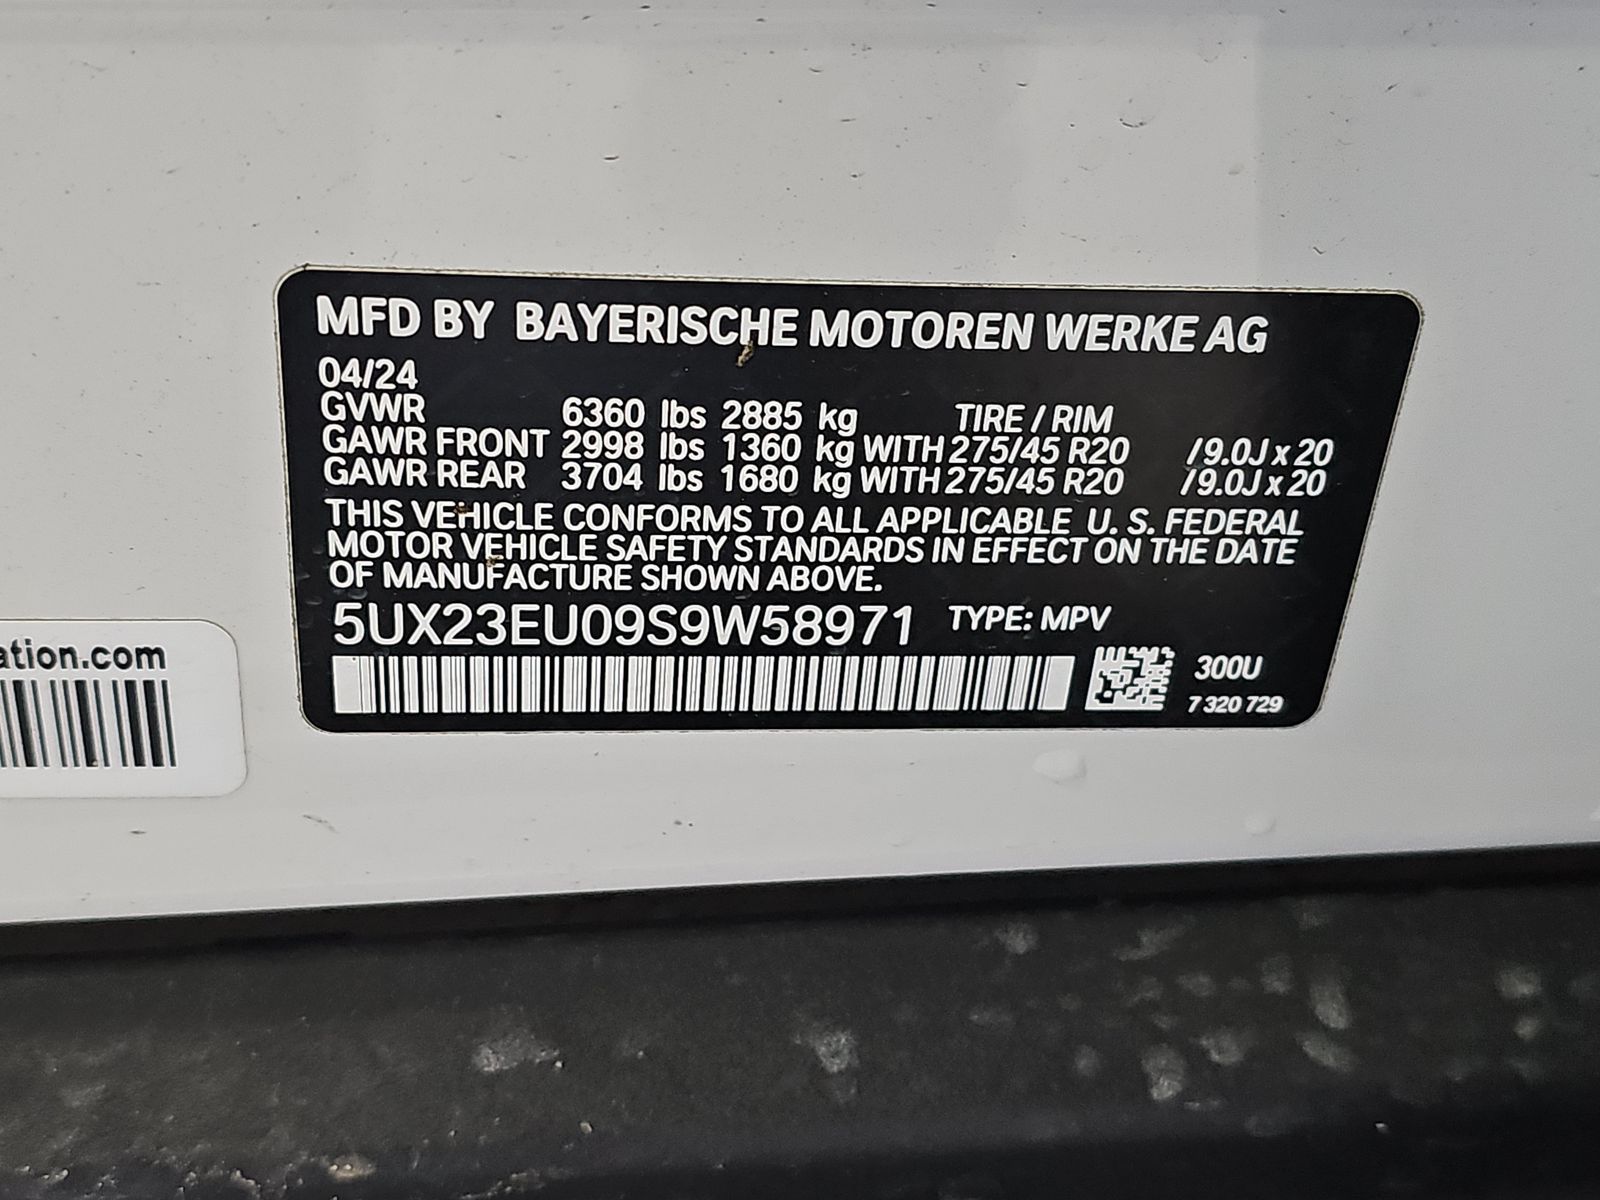 MFD BY BAYERISCHE MOTOREN WERKE AG
04/24
GVWR 6360 lbs 2885 kg TIRE / RIM
GAWR FRONT 2998 lbs 1360 kg WITH 275/45 R20 /9.0J x 20
GAWR REAR 3704 lbs 1680 kg WITH 275/45 R20 /9.0J x 20
THIS VEHICLE CONFORMS TO ALL APPLICABLE U. S. FEDERAL
MOTOR VEHICLE SAFETY STANDARDS IN EFFECT ON THE DATE
OF MANUFACTURE SHOWN ABOVE.
5UX23EU09S9W58971 TYPE: MPV
300U
7 320 729
ation.com